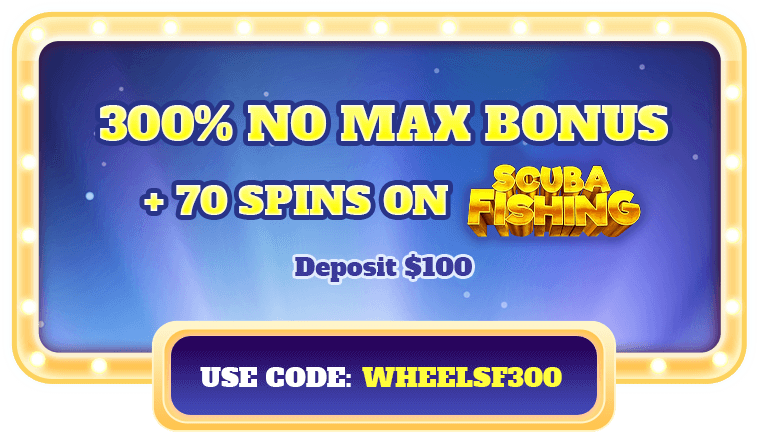 300% NO MAX BONUS
+ 70 SPINS ON SCUBA FISHING
Deposit $100
USE CODE: WHEELSF300